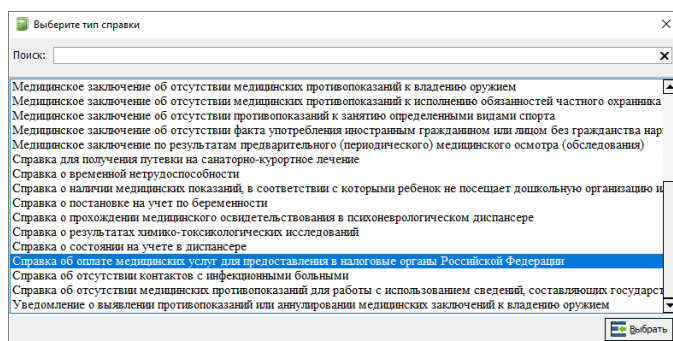 Выберите тип справки
Поиск:
Медицинское заключение об отсутствии медицинских противопоказаний к владению оружием
Медицинское заключение об отсутствии медицинских противопоказаний к исполнению обязанностей частного охранника
Медицинское заключение об отсутствии противопоказаний к занятию определенными видами спорта
Медицинское заключение об отсутствии факта употребления иностранным гражданином или лицом без гражданства нар
Медицинское заключение по результатам предварительного (периодического) медицинского осмотра (обследования)
Справка для получения путевки на санаторно-курортное лечение
Справка о временной нетрудоспособности
Справка о наличии медицинских показаний, в соответствии с которыми ребенок не посещает дошкольную организацию и
Справка о постановке на учет по беременности
Справка о прохождении медицинского освидетельствования в психоневрологическом диспансере
Справка о результатах химико-токсикологических исследований
Справка о состоянии на учете в диспансере
Справка об оплате медицинских услуг для предоставления в налоговые органы Российской Федерации
Справка об отсутствии контактов с инфекционными больными
Справка об отсутствии медицинских противопоказаний для работы с использованием сведений, составляющих государст
Уведомление о выявлении противопоказаний или аннулировании медицинских заключений к владению оружием
Выбрать